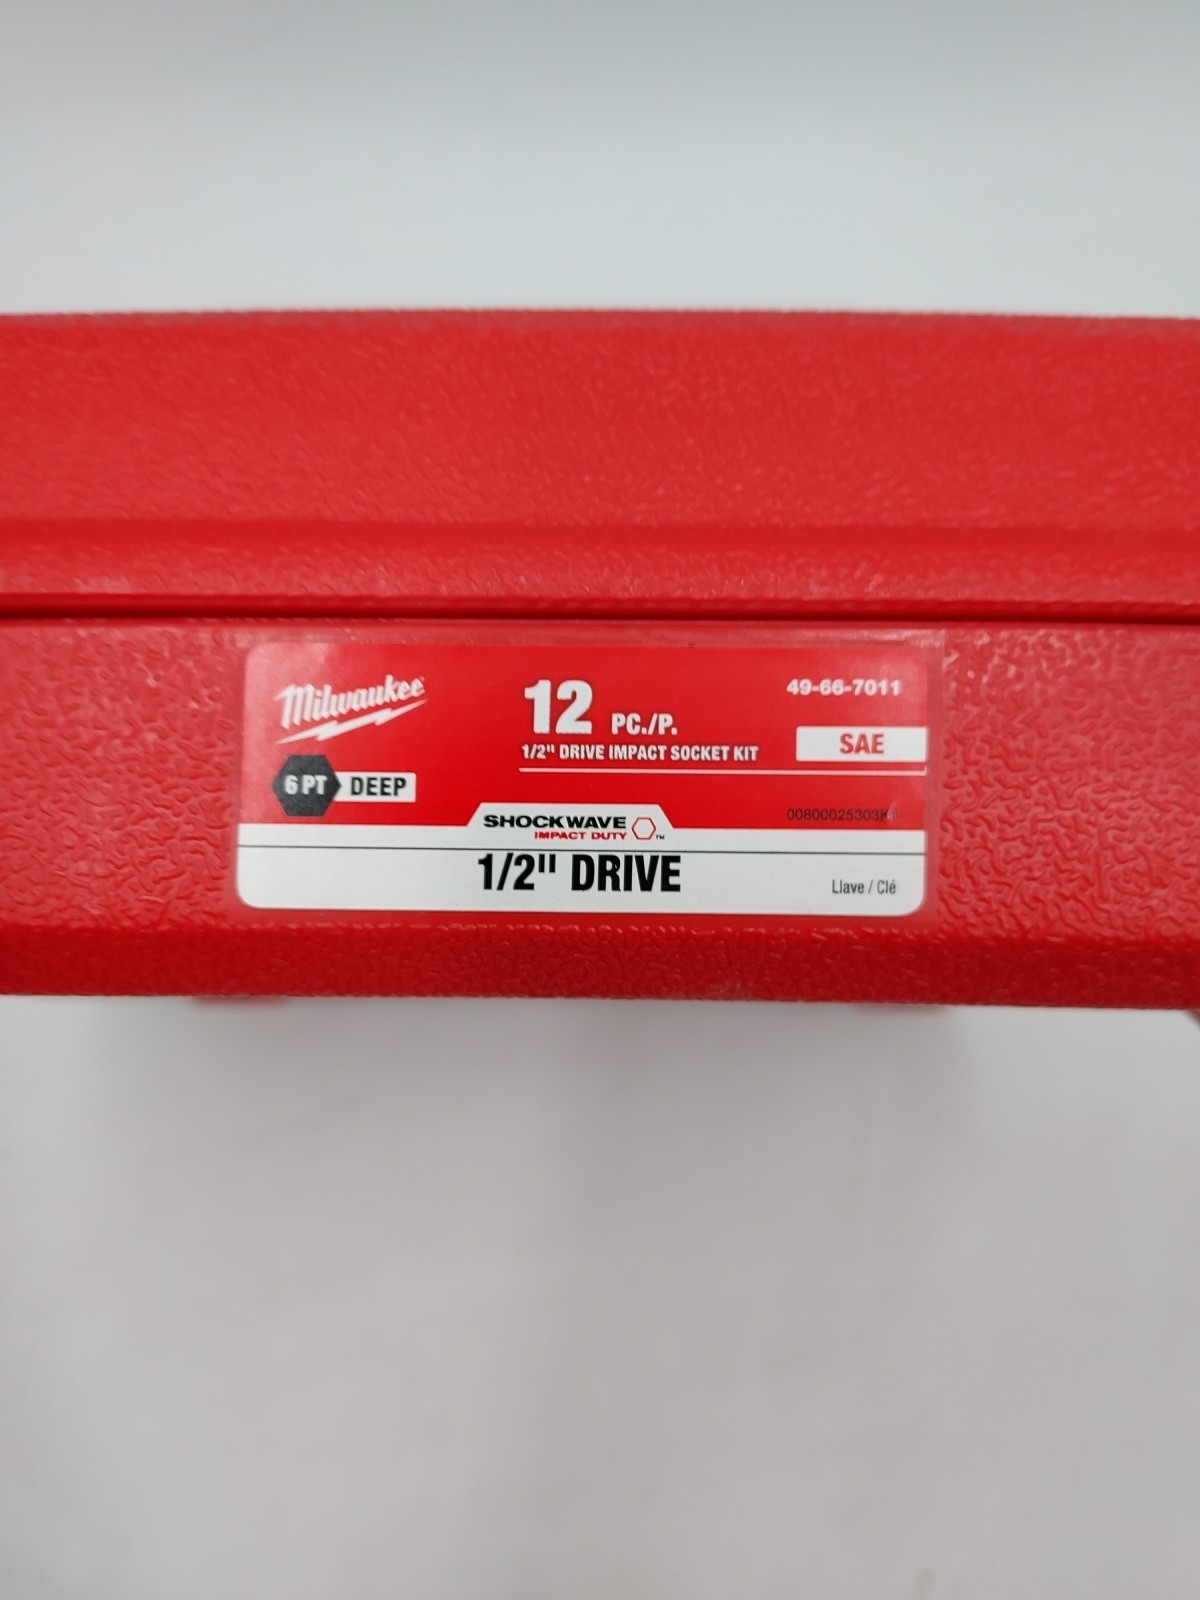 Milwaukee
12 PC./P.
1/2" DRIVE IMPACT SOCKET KIT
49-66-7011
SAE
6 PT DEEP
SHOCKWAVE
IMPACT DUTY™
1/2" DRIVE
Llave / Clé